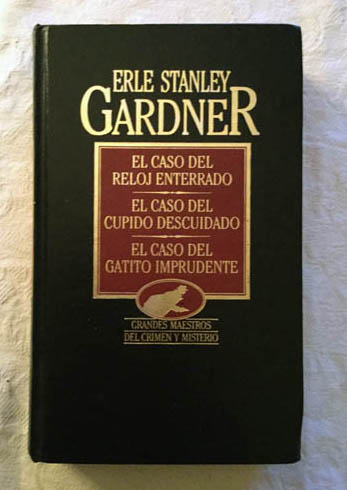 ERLE STANLEY
GARDNER
EL CASO DEL
RELOJ ENTERRADO
EL CASO DEL
CUPIDO DESCUIDADO
EL CASO DEL
GATITO IMPRUDENTE
GRANDES MAESTROS
DEL CRIMEN Y MISTERIO